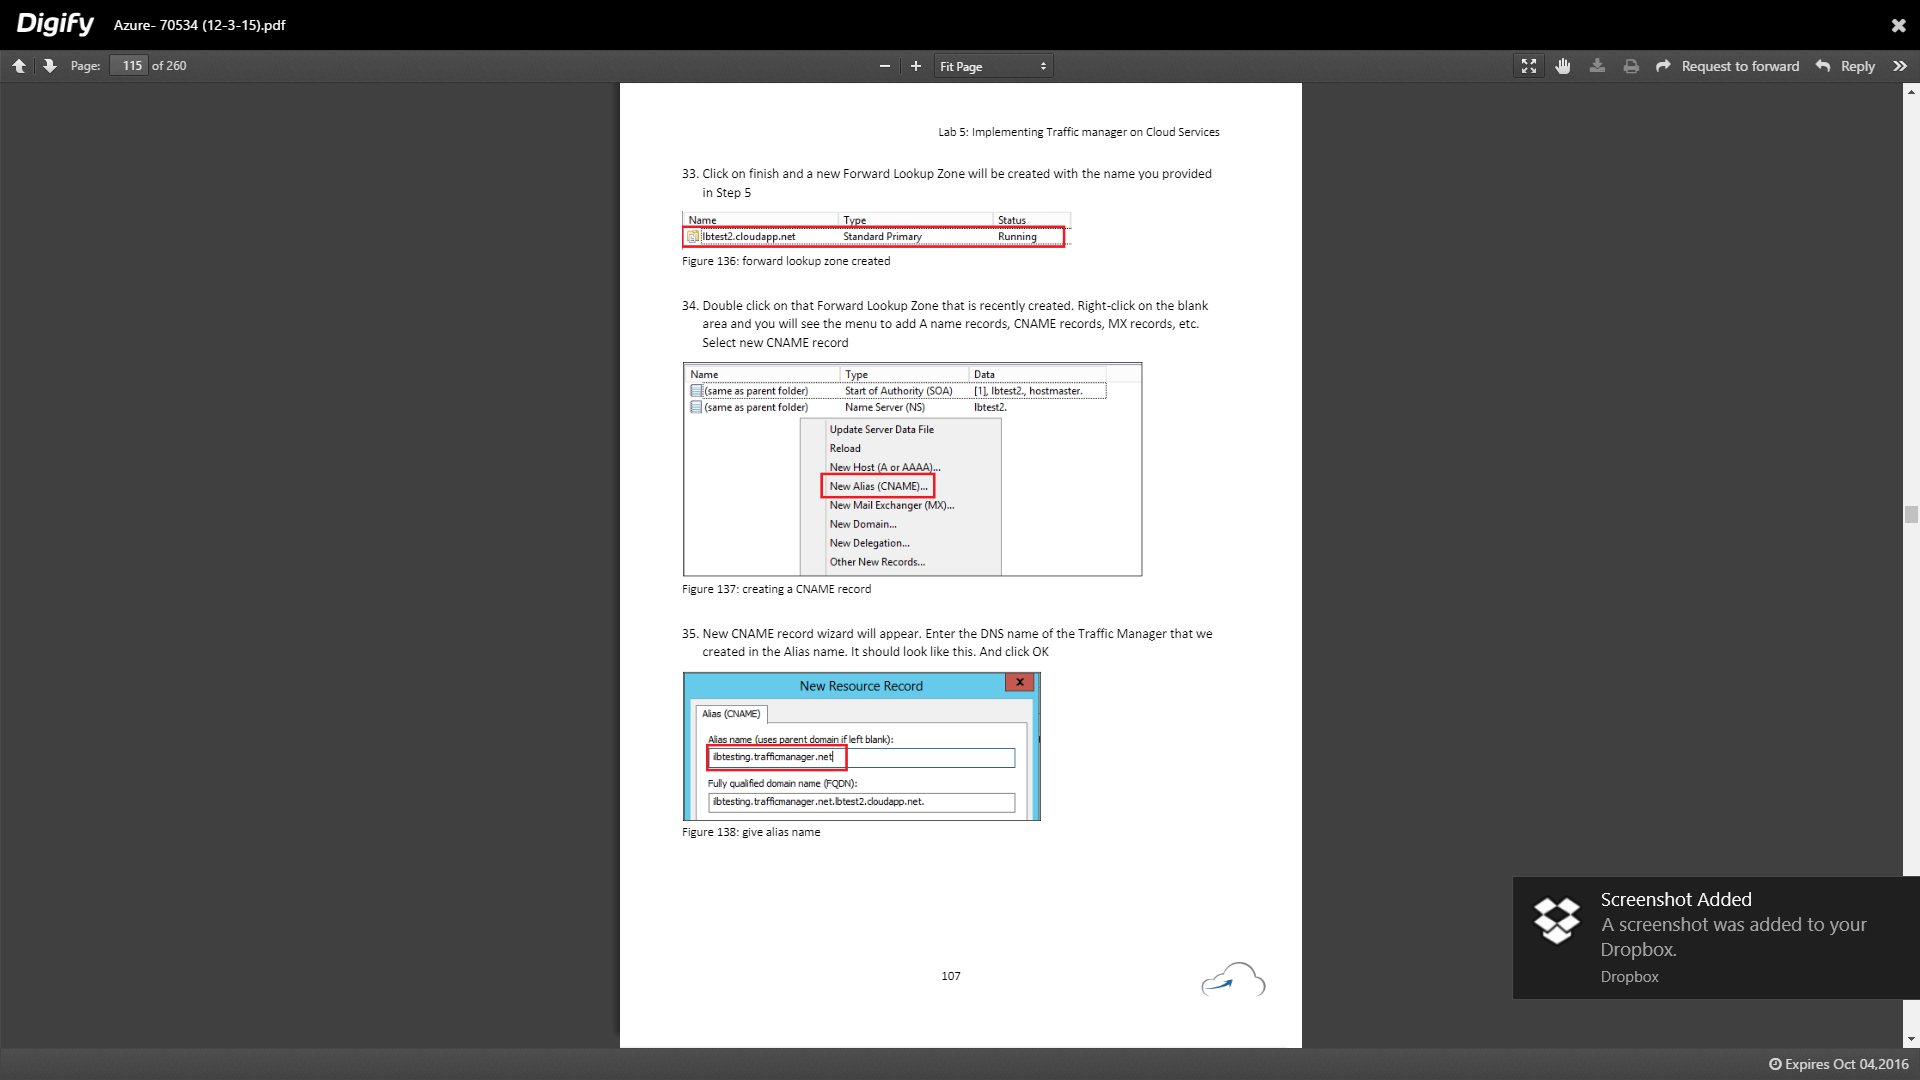 Digify Azure- 70534 (12-3-15).pdf
Page: 115 of 260 Fit Page Request to forward Reply
Lab 5: Implementing Traffic manager on Cloud Services
33. Click on finish and a new Forward Lookup Zone will be created with the name you provided
in Step 5
Name Type Status
lbtest2.cloudapp.net Standard Primary Running
Figure 136: forward lookup zone created
34. Double click on that Forward Lookup Zone that is recently created. Right-click on the blank
area and you will see the menu to add A name records, CNAME records, MX records, etc.
Select new CNAME record
Name Type Data
(same as parent folder) Start of Authority (SOA) [1], lbtest2., hostmaster.
(same as parent folder) Name Server (NS) lbtest2.
Update Server Data File
Reload
New Host (A or AAAA)...
New Alias (CNAME)...
New Mail Exchanger (MX)...
New Domain...
New Delegation...
Other New Records...
Figure 137: creating a CNAME record
35. New CNAME record wizard will appear. Enter the DNS name of the Traffic Manager that we
created in the Alias name. It should look like this. And click OK
New Resource Record x
Alias (CNAME)
Alias name (uses parent domain if left blank):
ilbtesting.trafficmanager.net
Fully qualified domain name (FQDN):
ilbtesting.trafficmanager.net.lbtest2.cloudapp.net.
Figure 138: give alias name
107
Screenshot Added
A screenshot was added to your
Dropbox.
Dropbox
Expires Oct 04,2016